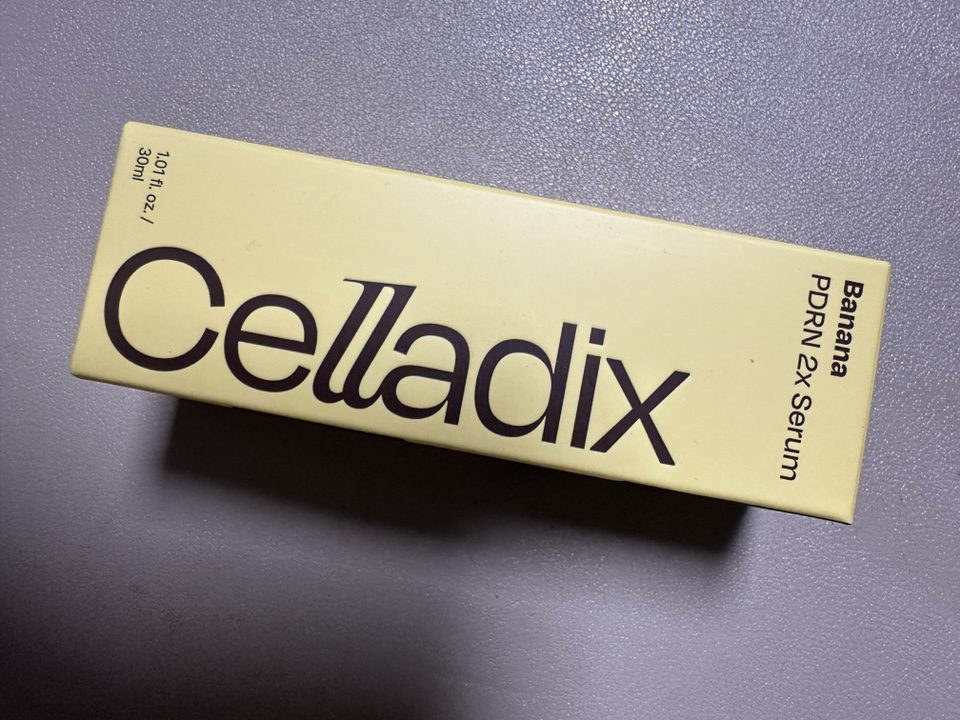 Banana
PDRN 2x Serum
Celladix
1.01 fl. oz. /
30ml